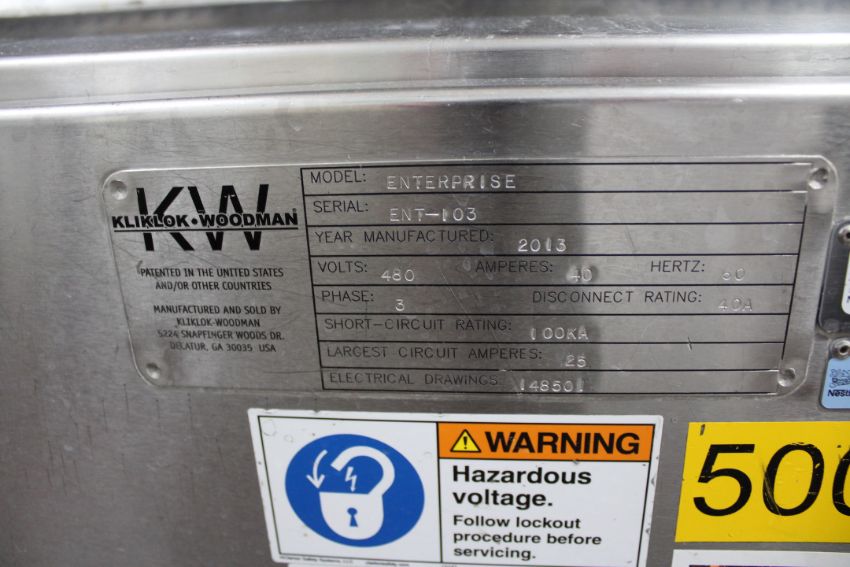 KW
KLIKLOK•WOODMAN
PATENTED IN THE UNITED STATES
AND/OR OTHER COUNTRIES
MANUFACTURED AND SOLD BY
KLIKLOK-WOODMAN
5224 SNAPFINGER WOODS DR.
DECATUR, GA 30035 USA
MODEL: ENTERPRISE
SERIAL: ENT-103
YEAR MANUFACTURED: 2013
VOLTS: 480 AMPERES: 40 HERTZ: 60
PHASE: 3 DISCONNECT RATING: 40A
SHORT-CIRCUIT RATING: 100KA
LARGEST CIRCUIT AMPERES: 25
ELECTRICAL DRAWINGS: 148501
WARNING
Hazardous
voltage.
Follow lockout
procedure before
servicing.
500